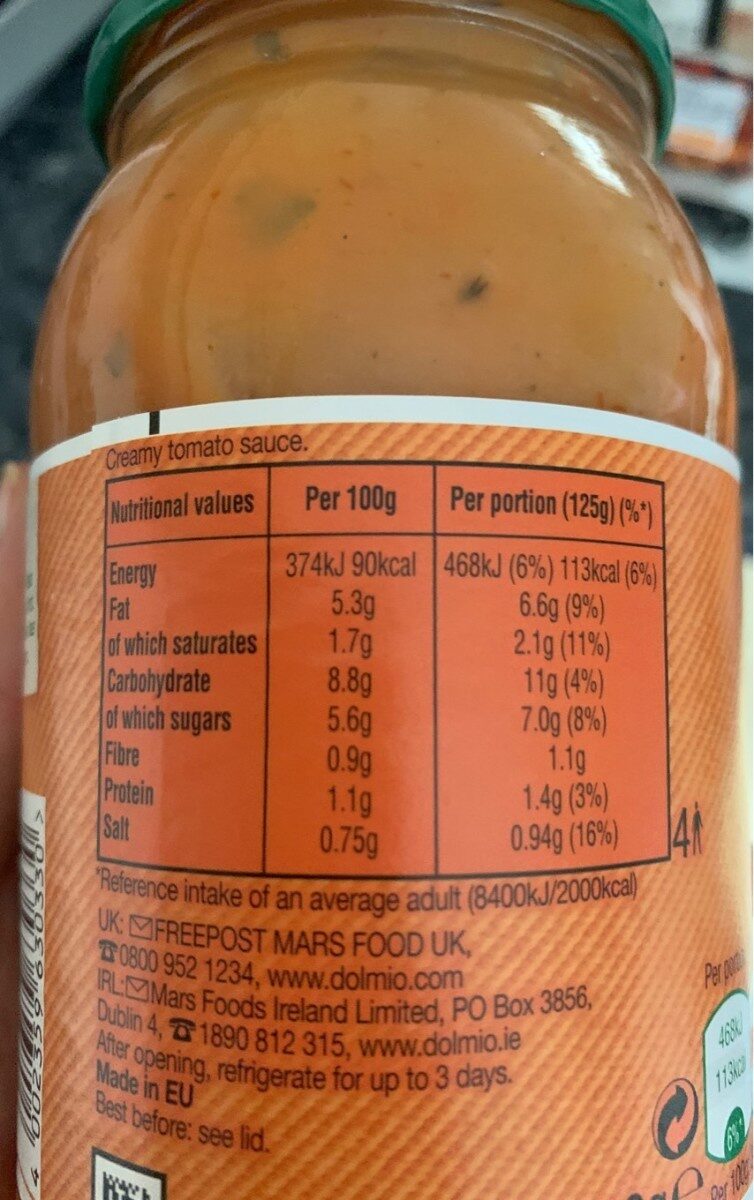 Creamy tomato sauce.
Nutritional values Per 100g Per portion (125g) (%*)
Energy 374kJ 90kcal 468kJ (6%) 113kcal (6%)
Fat 5.3g 6.6g (9%)
of which saturates 1.7g 2.1g (11%)
Carbohydrate 8.8g 11g (4%)
of which sugars 5.6g 7.0g (8%)
Fibre 0.9g 1.1g
Protein 1.1g 1.4g (3%)
Salt 0.75g 0.94g (16%)
4
*Reference intake of an average adult (8400kJ/2000kcal)
UK: FREEPOST MARS FOOD UK,
0800 952 1234, www.dolmio.com
IRL: Mars Foods Ireland Limited, PO Box 3856,
Dublin 4, 1890 812 315, www.dolmio.ie
After opening, refrigerate for up to 3 days.
Made in EU
Best before: see lid.
4 002359 630330 >
Per
468kJ
113kcal
6%*
Per 100g